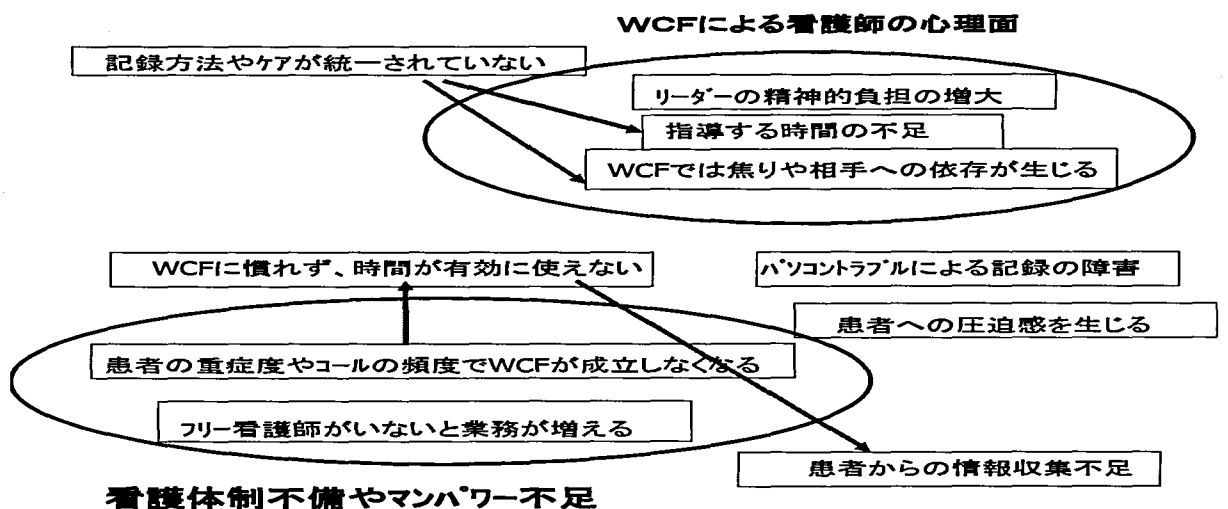 WCFによる看護師の心理面
記録方法やケアが統一されていない
リーダーの精神的負担の増大
指導する時間の不足
WCFでは焦りや相手への依存が生じる
WCFに慣れず、時間が有効に使えない
パソコントラブルによる記録の障害
患者への圧迫感を生じる
患者の重症度やコールの頻度でWCFが成立しなくなる
フリー看護師がいないと業務が増える
患者からの情報収集不足
看護体制不備やマンパワー不足